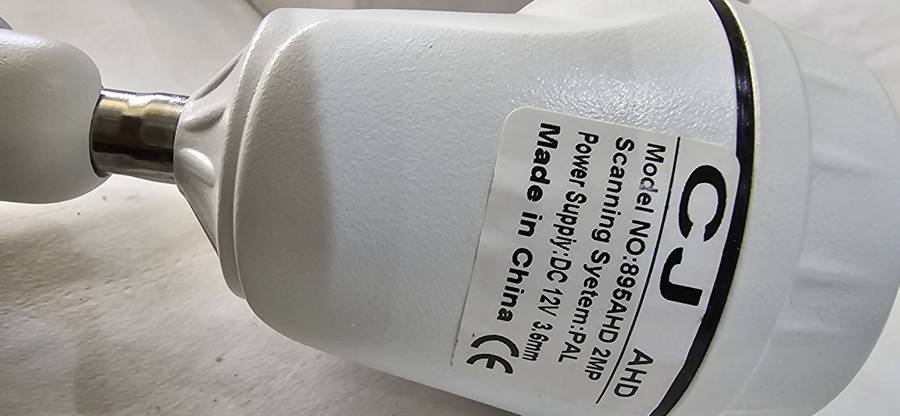 CJ AHD
Model NO:895AHD 2MP
Scanning Syetem:PAL
Power Supply:DC 12V 3.6mm
Made in China CE